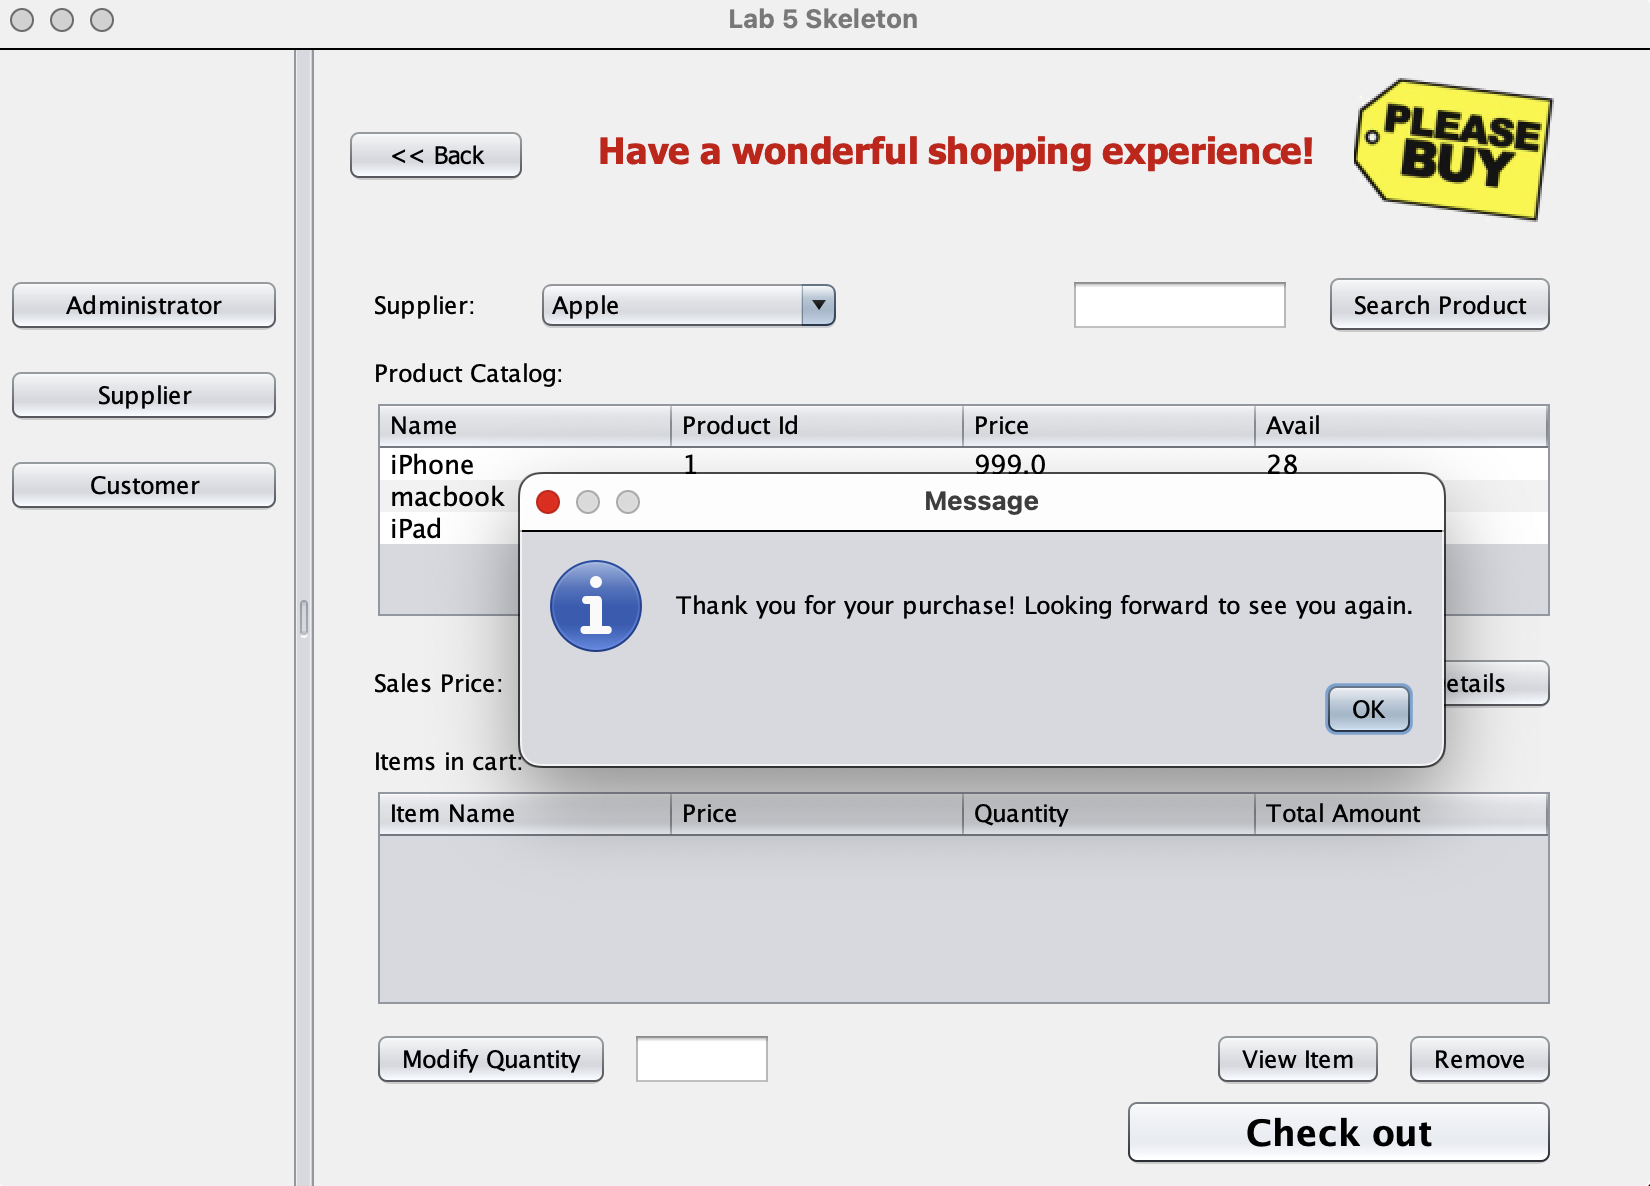 Lab 5 Skeleton
<< Back
Have a wonderful shopping experience!
PLEASE
BUY
Administrator
Supplier
Customer
Supplier: Apple Search Product
Product Catalog:
Name Product Id Price Avail
iPhone 1 999.0 28
macbook
iPad
Message
Thank you for your purchase! Looking forward to see you again.
OK
Sales Price: etails
Items in cart:
Item Name Price Quantity Total Amount
Modify Quantity View Item Remove
Check out